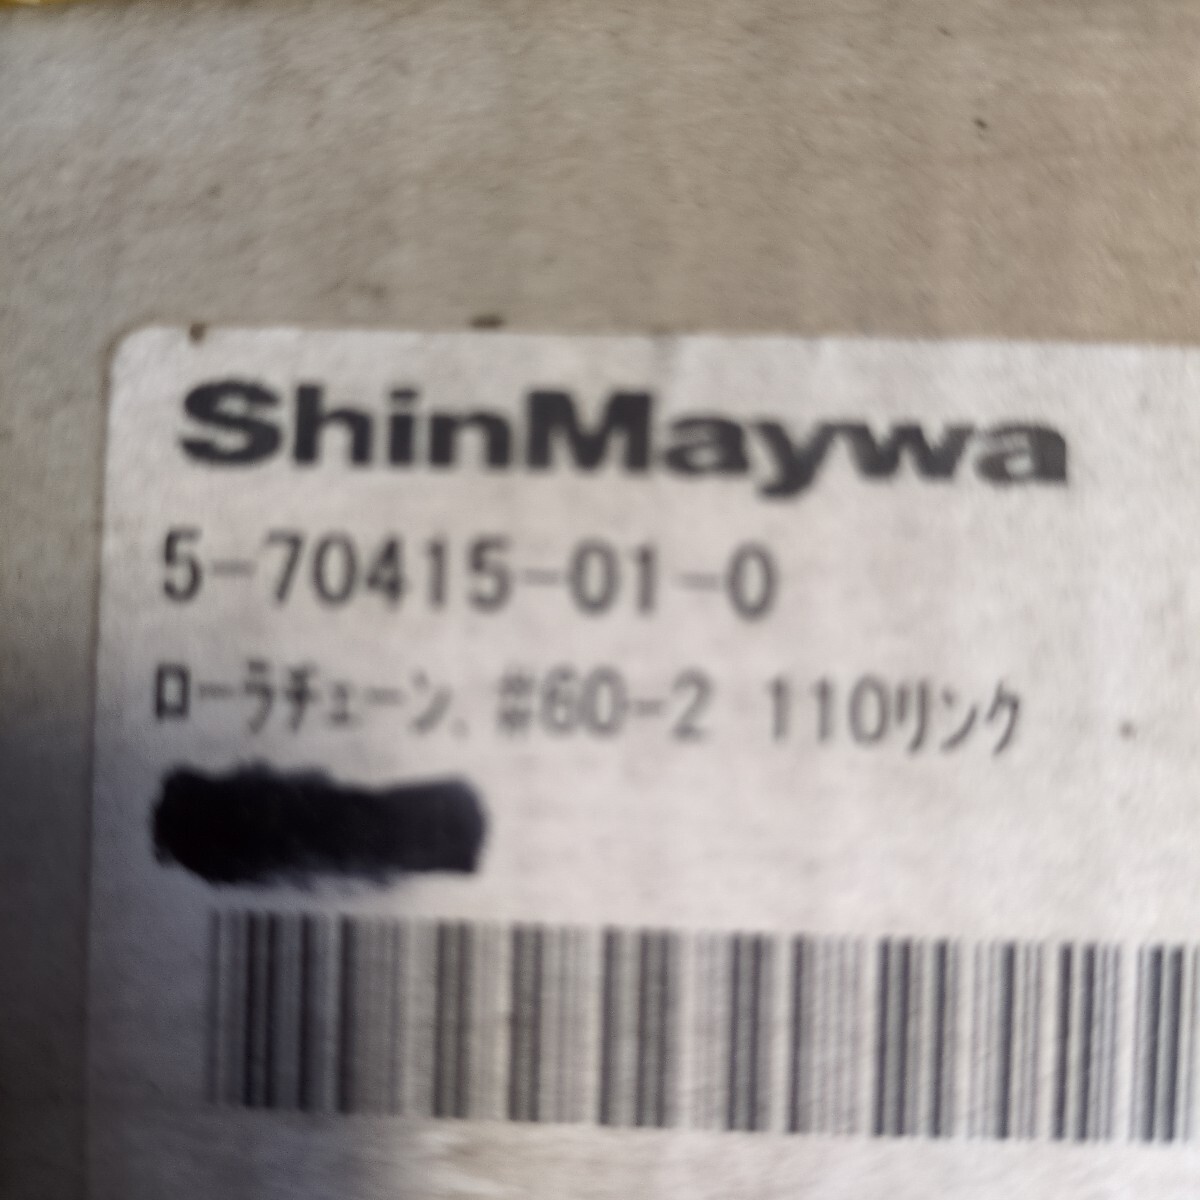 ShinMaywa
5-70415-01-0
ﾛｰﾗﾁｪｰﾝ. #60-2 110ﾘﾝｸ